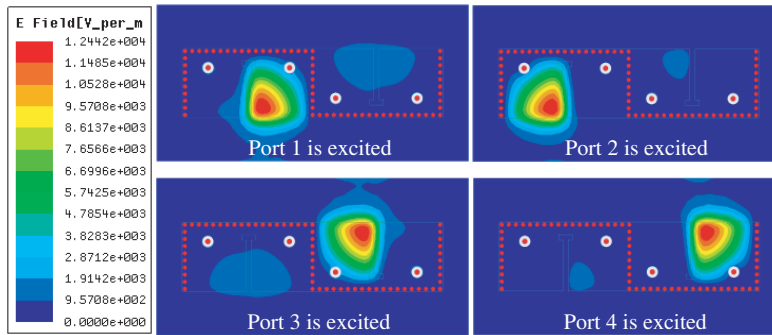 E Field[V_per_m
1.2442e+004
1.1485e+004
1.0528e+004
9.5708e+003
8.6137e+003
7.6566e+003
6.6996e+003
5.7425e+003
4.7854e+003
3.8283e+003
2.8712e+003
1.9142e+003
9.5708e+002
0.0000e+000
Port 1 is excited
Port 2 is excited
Port 3 is excited
Port 4 is excited